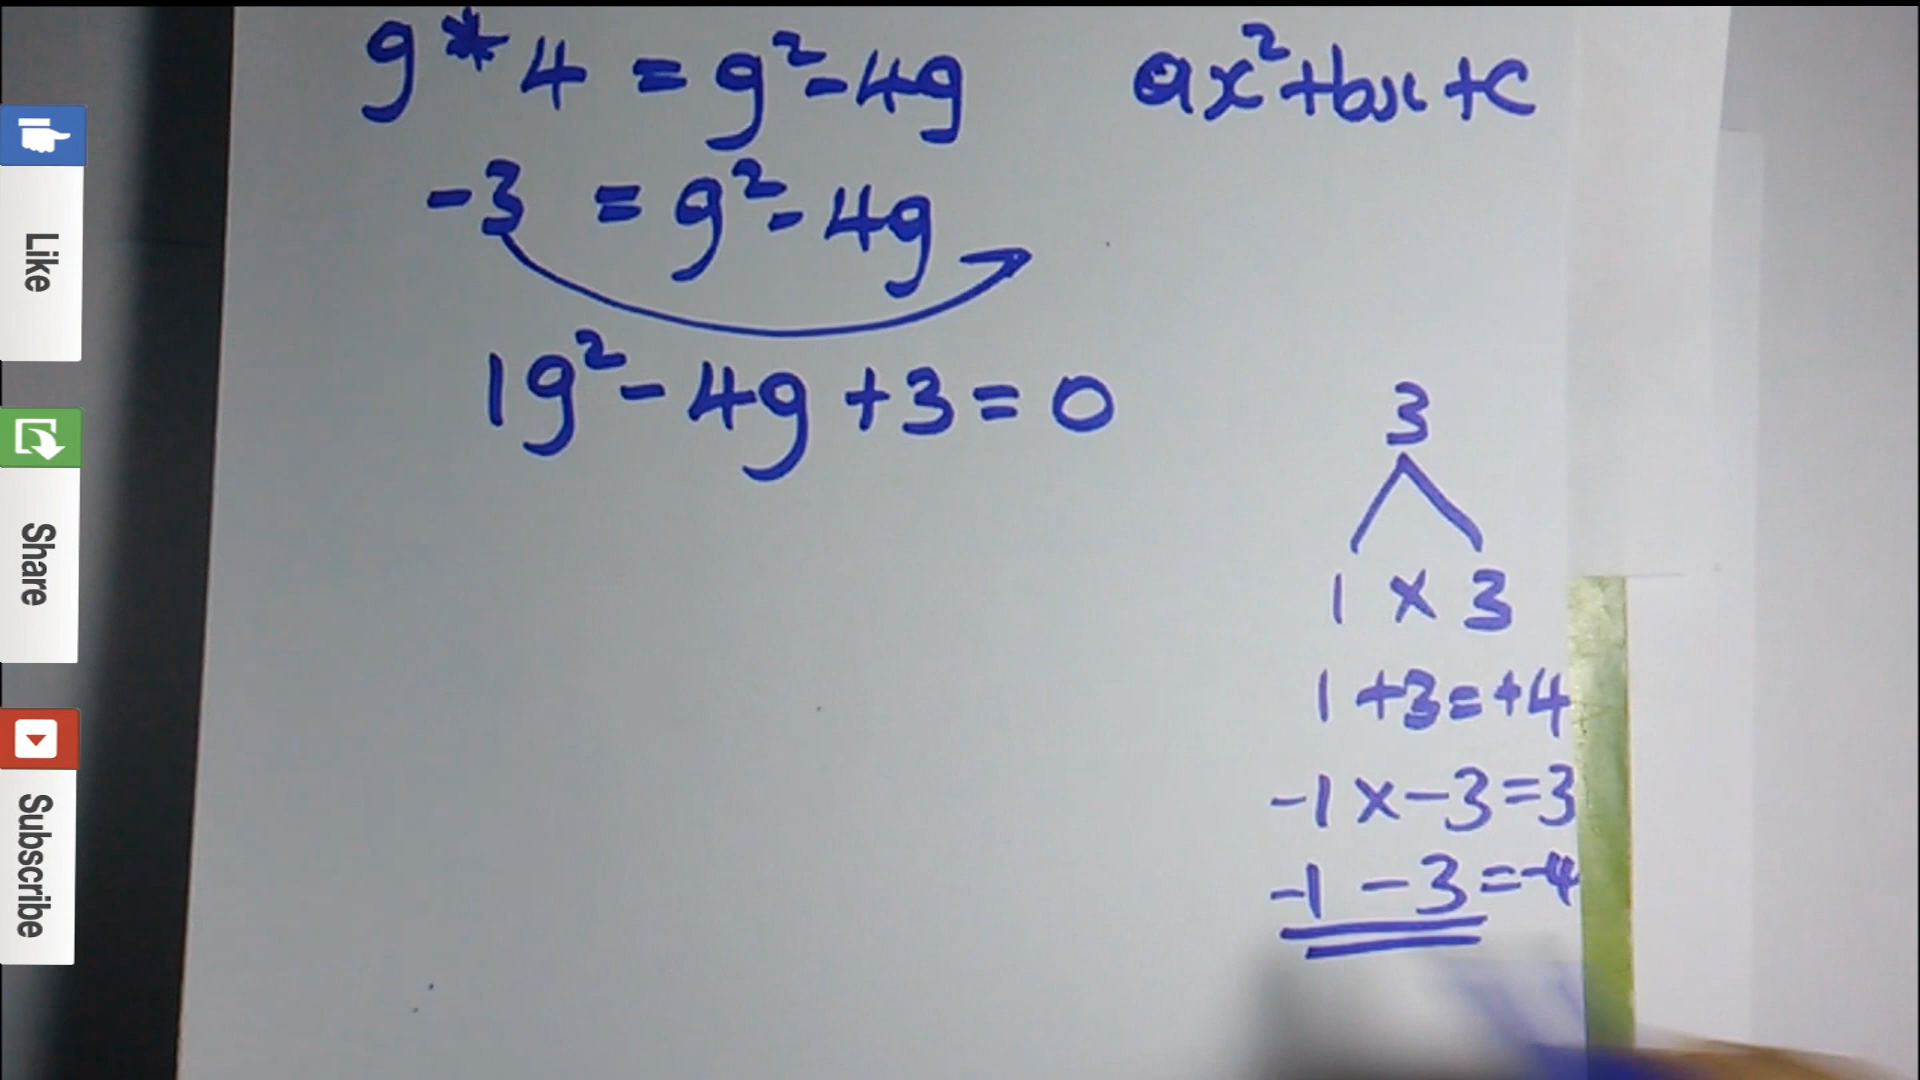 g * 4 = g² - 4g
ax² + bx + c
-3 = g² - 4g
1g² - 4g + 3 = 0
3
1 × 3
1 + 3 = +4
-1 × -3 = 3
-1 - 3 = -4
Like
Share
Subscribe